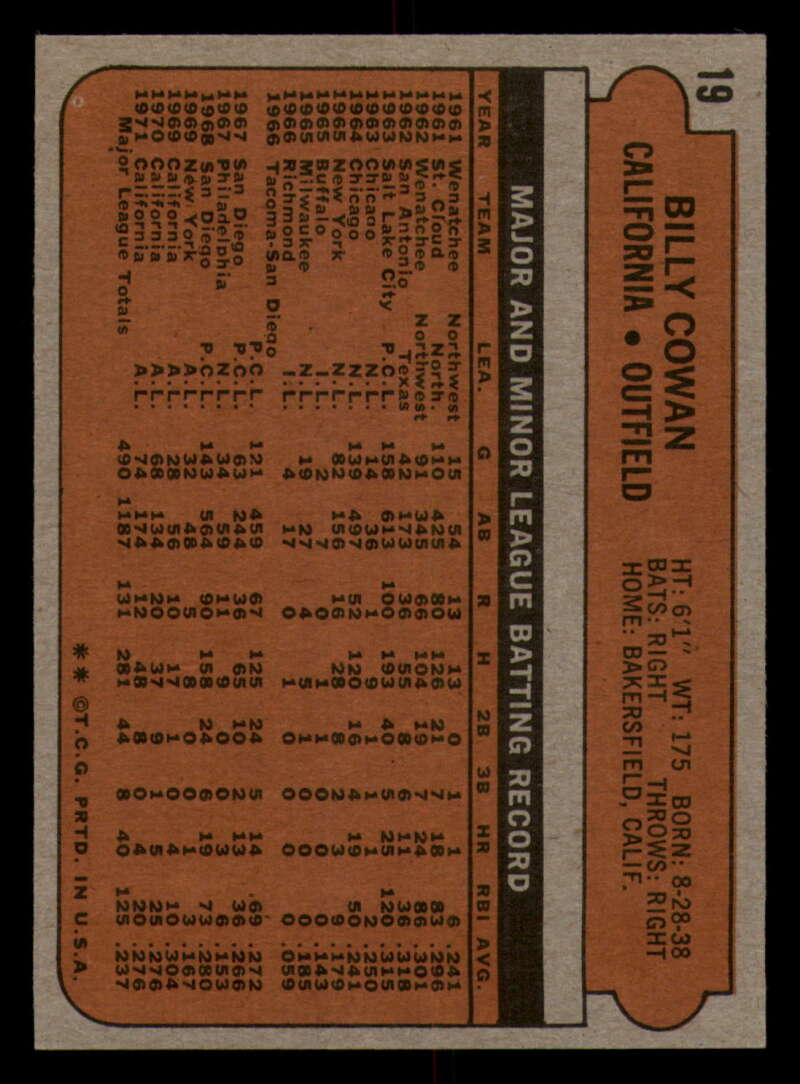 19
BILLY COWAN
CALIFORNIA • OUTFIELD
HT: 6'1" WT: 175 BORN: 8-28-38
BATS: RIGHT THROWS: RIGHT
HOME: BAKERSFIELD, CALIF.
MAJOR AND MINOR LEAGUE BATTING RECORD
YEAR TEAM LEA. G AB R H 2B 3B HR RBI AVG.
1961 Wenatchee Northwest 15 54 13 13 0 1 1 6 .241
1961 St. Cloud North. 110 425 80 126 21 7 18 83 .296
1962 Wenatchee Northwest 91 345 66 104 19 7 24 86 .301
1962 San Antonio Texas 42 173 36 55 8 6 11 36 .318
1963 Salt Lake City P.C.L. 158 613 100 193 40 5 25 120 .315
1963 Chicago N.L. 14 36 1 9 1 1 1 2 .250
1964 Chicago N.L. 139 497 52 120 16 4 19 50 .241
1965 New York N.L. 82 156 16 28 8 2 3 9 .179
1965 Buffalo I.L. 2 7 0 1 1 0 0 0 .143
1965 Milwaukee N.L. 19 27 4 5 1 0 0 0 .185
1966 Richmond I.L. 4 17 0 1 0 0 0 0 .059
1966 Tacoma-San Diego P.C.L. 121 459 67 125 24 5 14 69 .272
1967 San Diego P.C.L. 63 244 36 65 10 2 13 36 .266
1967 Philadelphia N.L. 34 59 11 9 0 0 3 6 .153
1968 San Diego P.C.L. 143 564 90 158 24 6 19 73 .280
1969 New York A.L. 32 48 5 8 0 0 1 3 .167
1969 California A.L. 28 56 10 17 1 0 4 10 .304
1970 California A.L. 68 134 20 37 9 1 5 25 .276
1971 California A.L. 74 174 12 48 8 0 4 20 .276
Major League Totals 490 1187 131 281 44 8 40 125 .237
** ©T.C.G. PRTD. IN U.S.A.